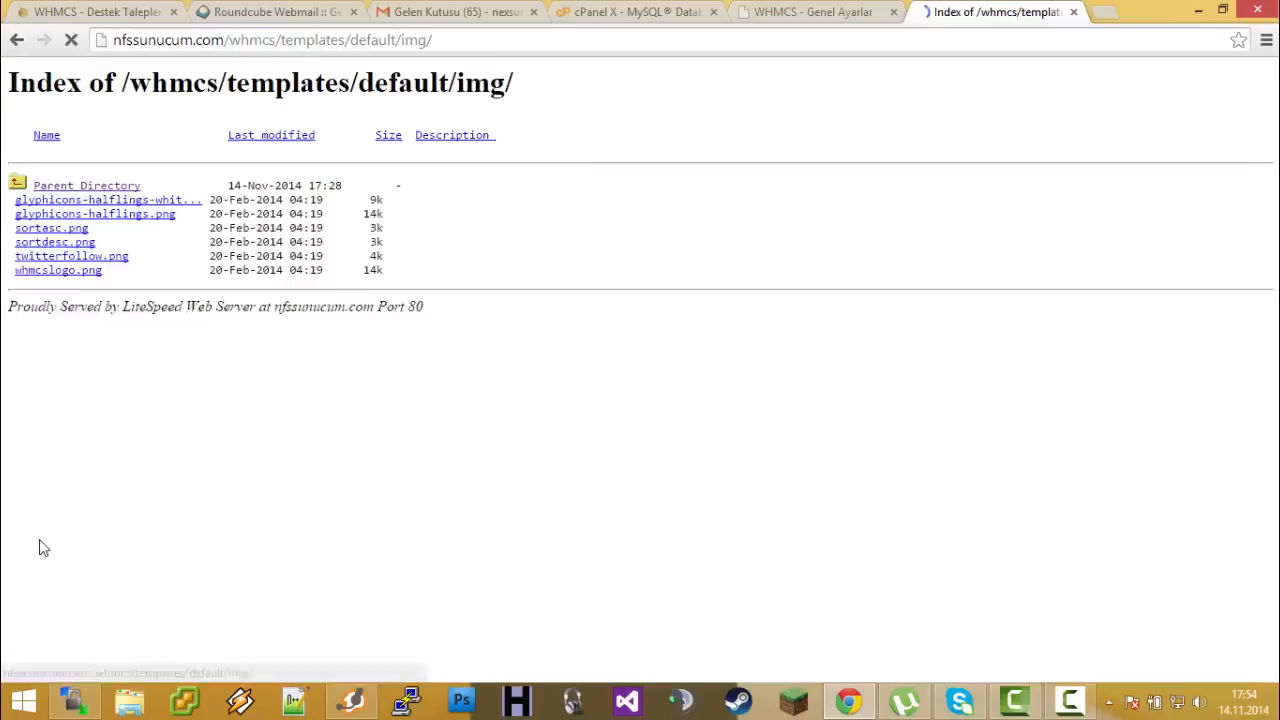 WHMCS - Destek Talepler
Roundcube Webmail :: Ge
Gelen Kutusu (65) - nexsu
cP cPanel X - MySQL® Datal
WHMCS - Genel Ayarlar
Index of /whmcs/templat
nfssunucum.com/whmcs/templates/default/img/
Index of /whmcs/templates/default/img/
Name Last modified Size Description
Parent Directory 14-Nov-2014 17:28 -
glyphicons-halflings-whit... 20-Feb-2014 04:19 9k
glyphicons-halflings.png 20-Feb-2014 04:19 14k
sortasc.png 20-Feb-2014 04:19 3k
sortdesc.png 20-Feb-2014 04:19 3k
twitterfollow.png 20-Feb-2014 04:19 4k
whmcslogo.png 20-Feb-2014 04:19 14k
Proudly Served by LiteSpeed Web Server at nfssunucum.com Port 80
Ps
17:54
14.11.2014